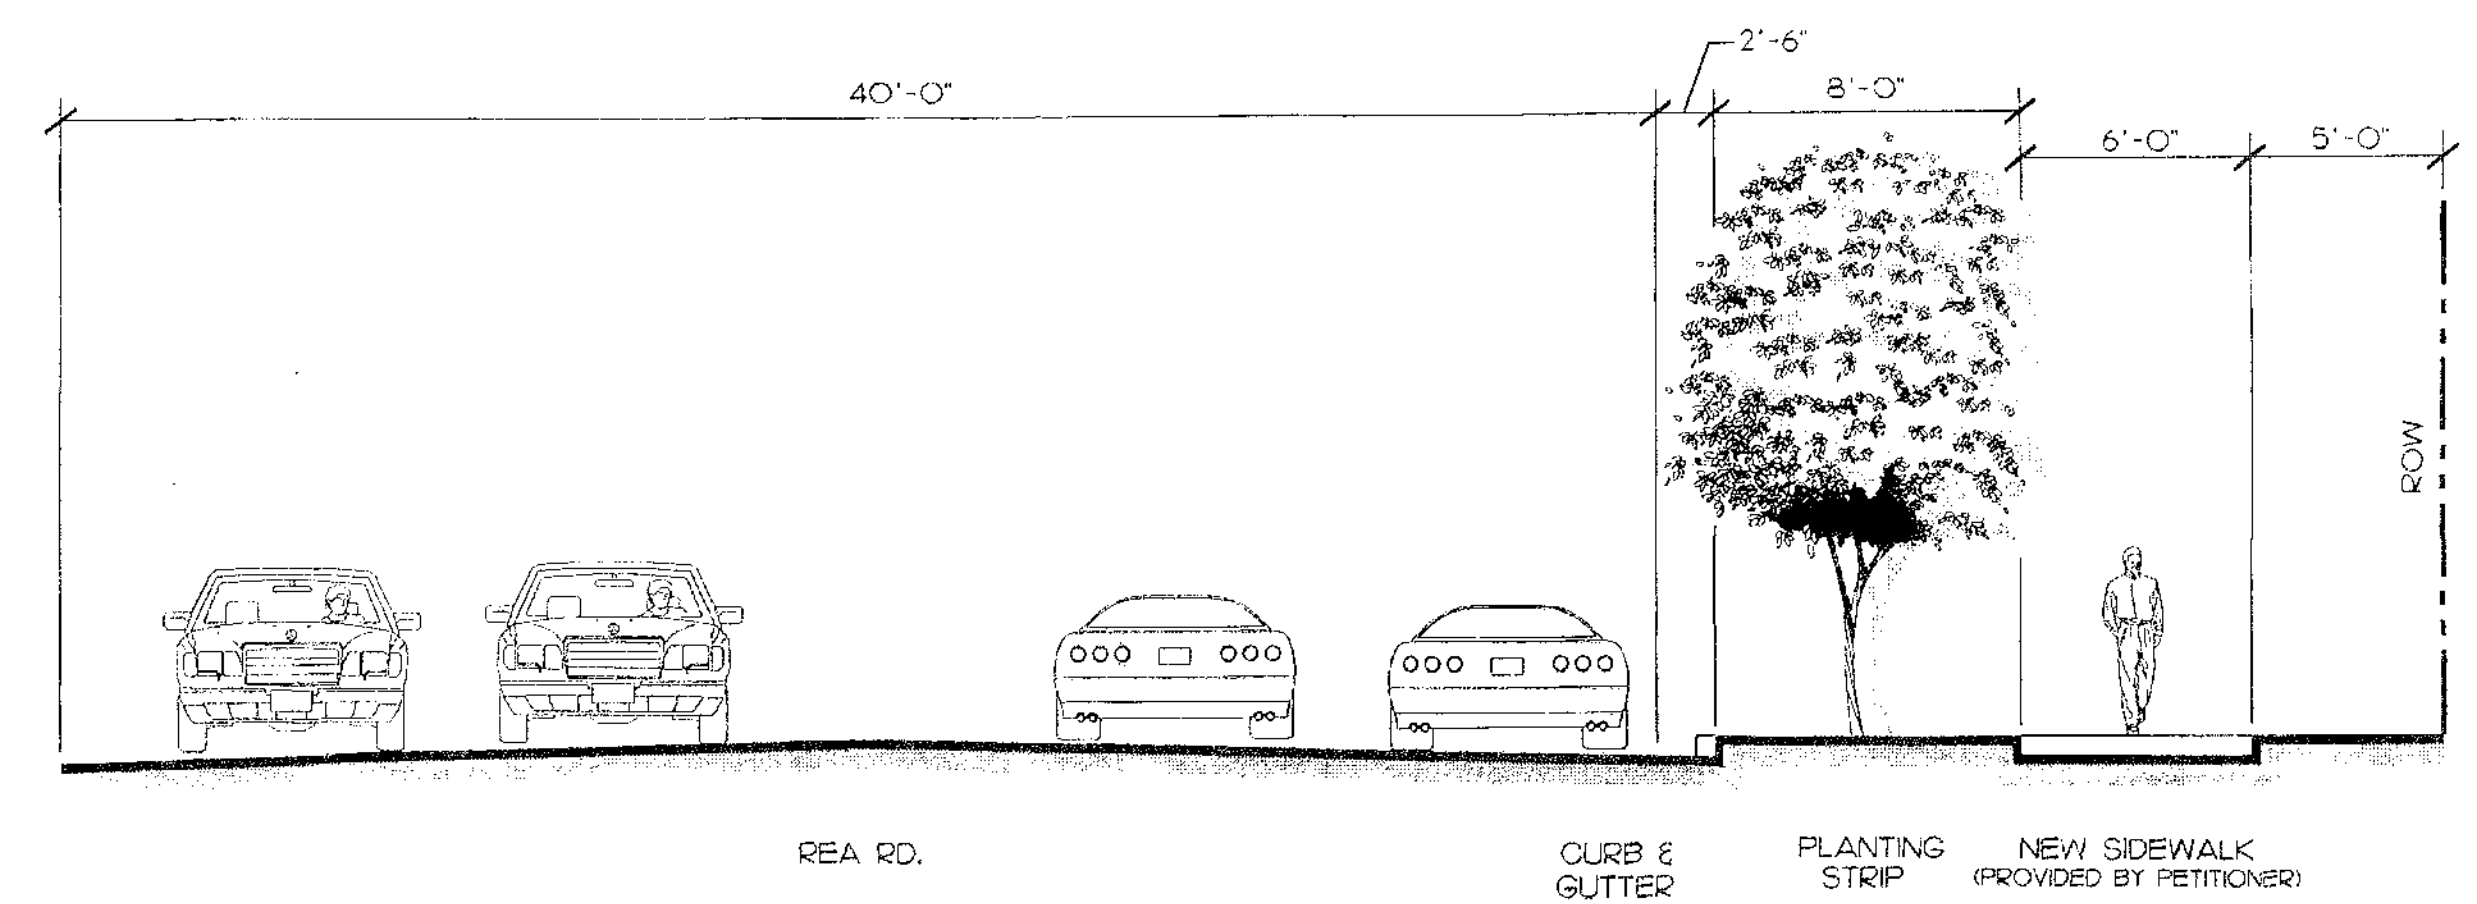 2'-6"
40'-0"
8'-0"
6'-0"
5'-0"
ROW
REA RD.
CURB &
GUTTER
PLANTING
STRIP
NEW SIDEWALK
(PROVIDED BY PETITIONER)